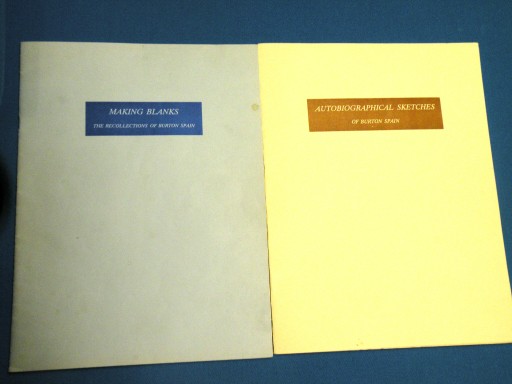 MAKING BLANKS
THE RECOLLECTIONS OF BURTON SPAIN
AUTOBIOGRAPHICAL SKETCHES
OF BURTON SPAIN